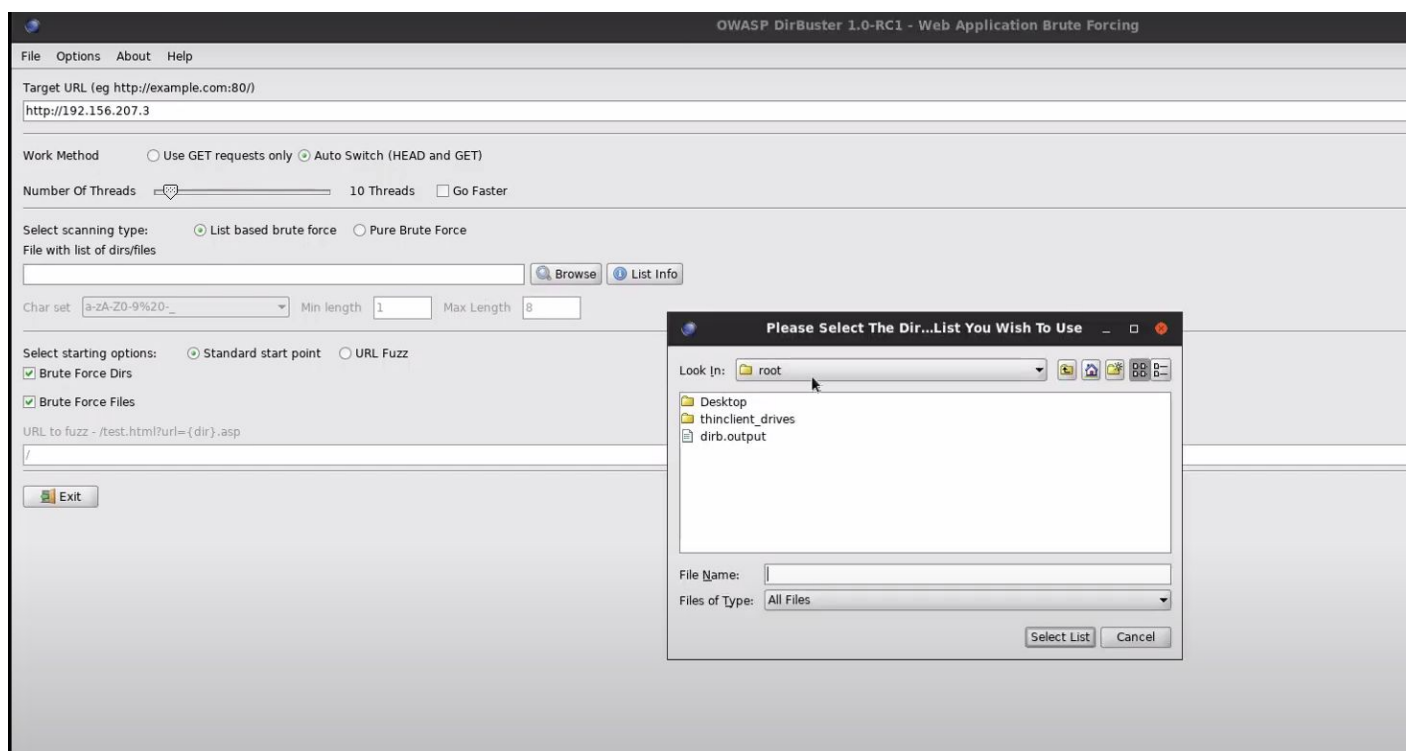 OWASP DirBuster 1.0-RC1 - Web Application Brute Forcing
File Options About Help
Target URL (eg http://example.com:80/)
http://192.156.207.3
Work Method Use GET requests only Auto Switch (HEAD and GET)
Number Of Threads 10 Threads Go Faster
Select scanning type: List based brute force Pure Brute Force
File with list of dirs/files
Browse List Info
Char set a-zA-Z0-9%20-_ Min length 1 Max Length 8
Select starting options: Standard start point URL Fuzz
Brute Force Dirs
Brute Force Files
URL to fuzz - /test.html?url={dir}.asp
/
Exit
Please Select The Dir...List You Wish To Use
Look In: root
Desktop
thinclient_drives
dirb.output
File Name:
Files of Type: All Files
Select List Cancel